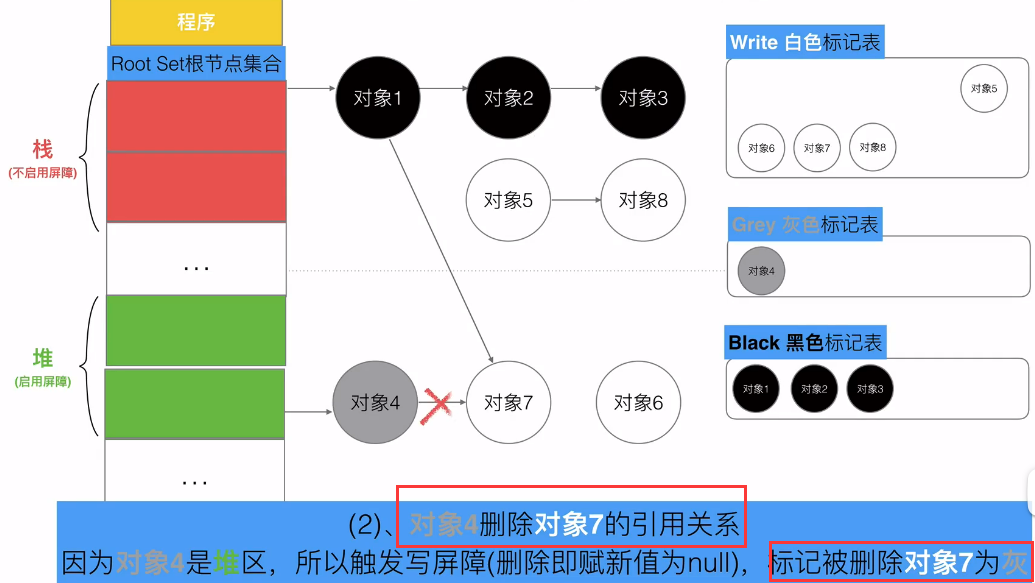 程序
Root Set根节点集合
栈
(不启用屏障)
...
堆
(启用屏障)
...
对象1
对象2
对象3
对象5
对象8
对象4
对象7
对象6
Write 白色标记表
对象5
对象6
对象7
对象8
Grey 灰色标记表
对象4
Black 黑色标记表
对象1
对象2
对象3
(2)、对象4删除对象7的引用关系
因为对象4是堆区，所以触发写屏障(删除即赋新值为null)，标记被删除对象7为灰